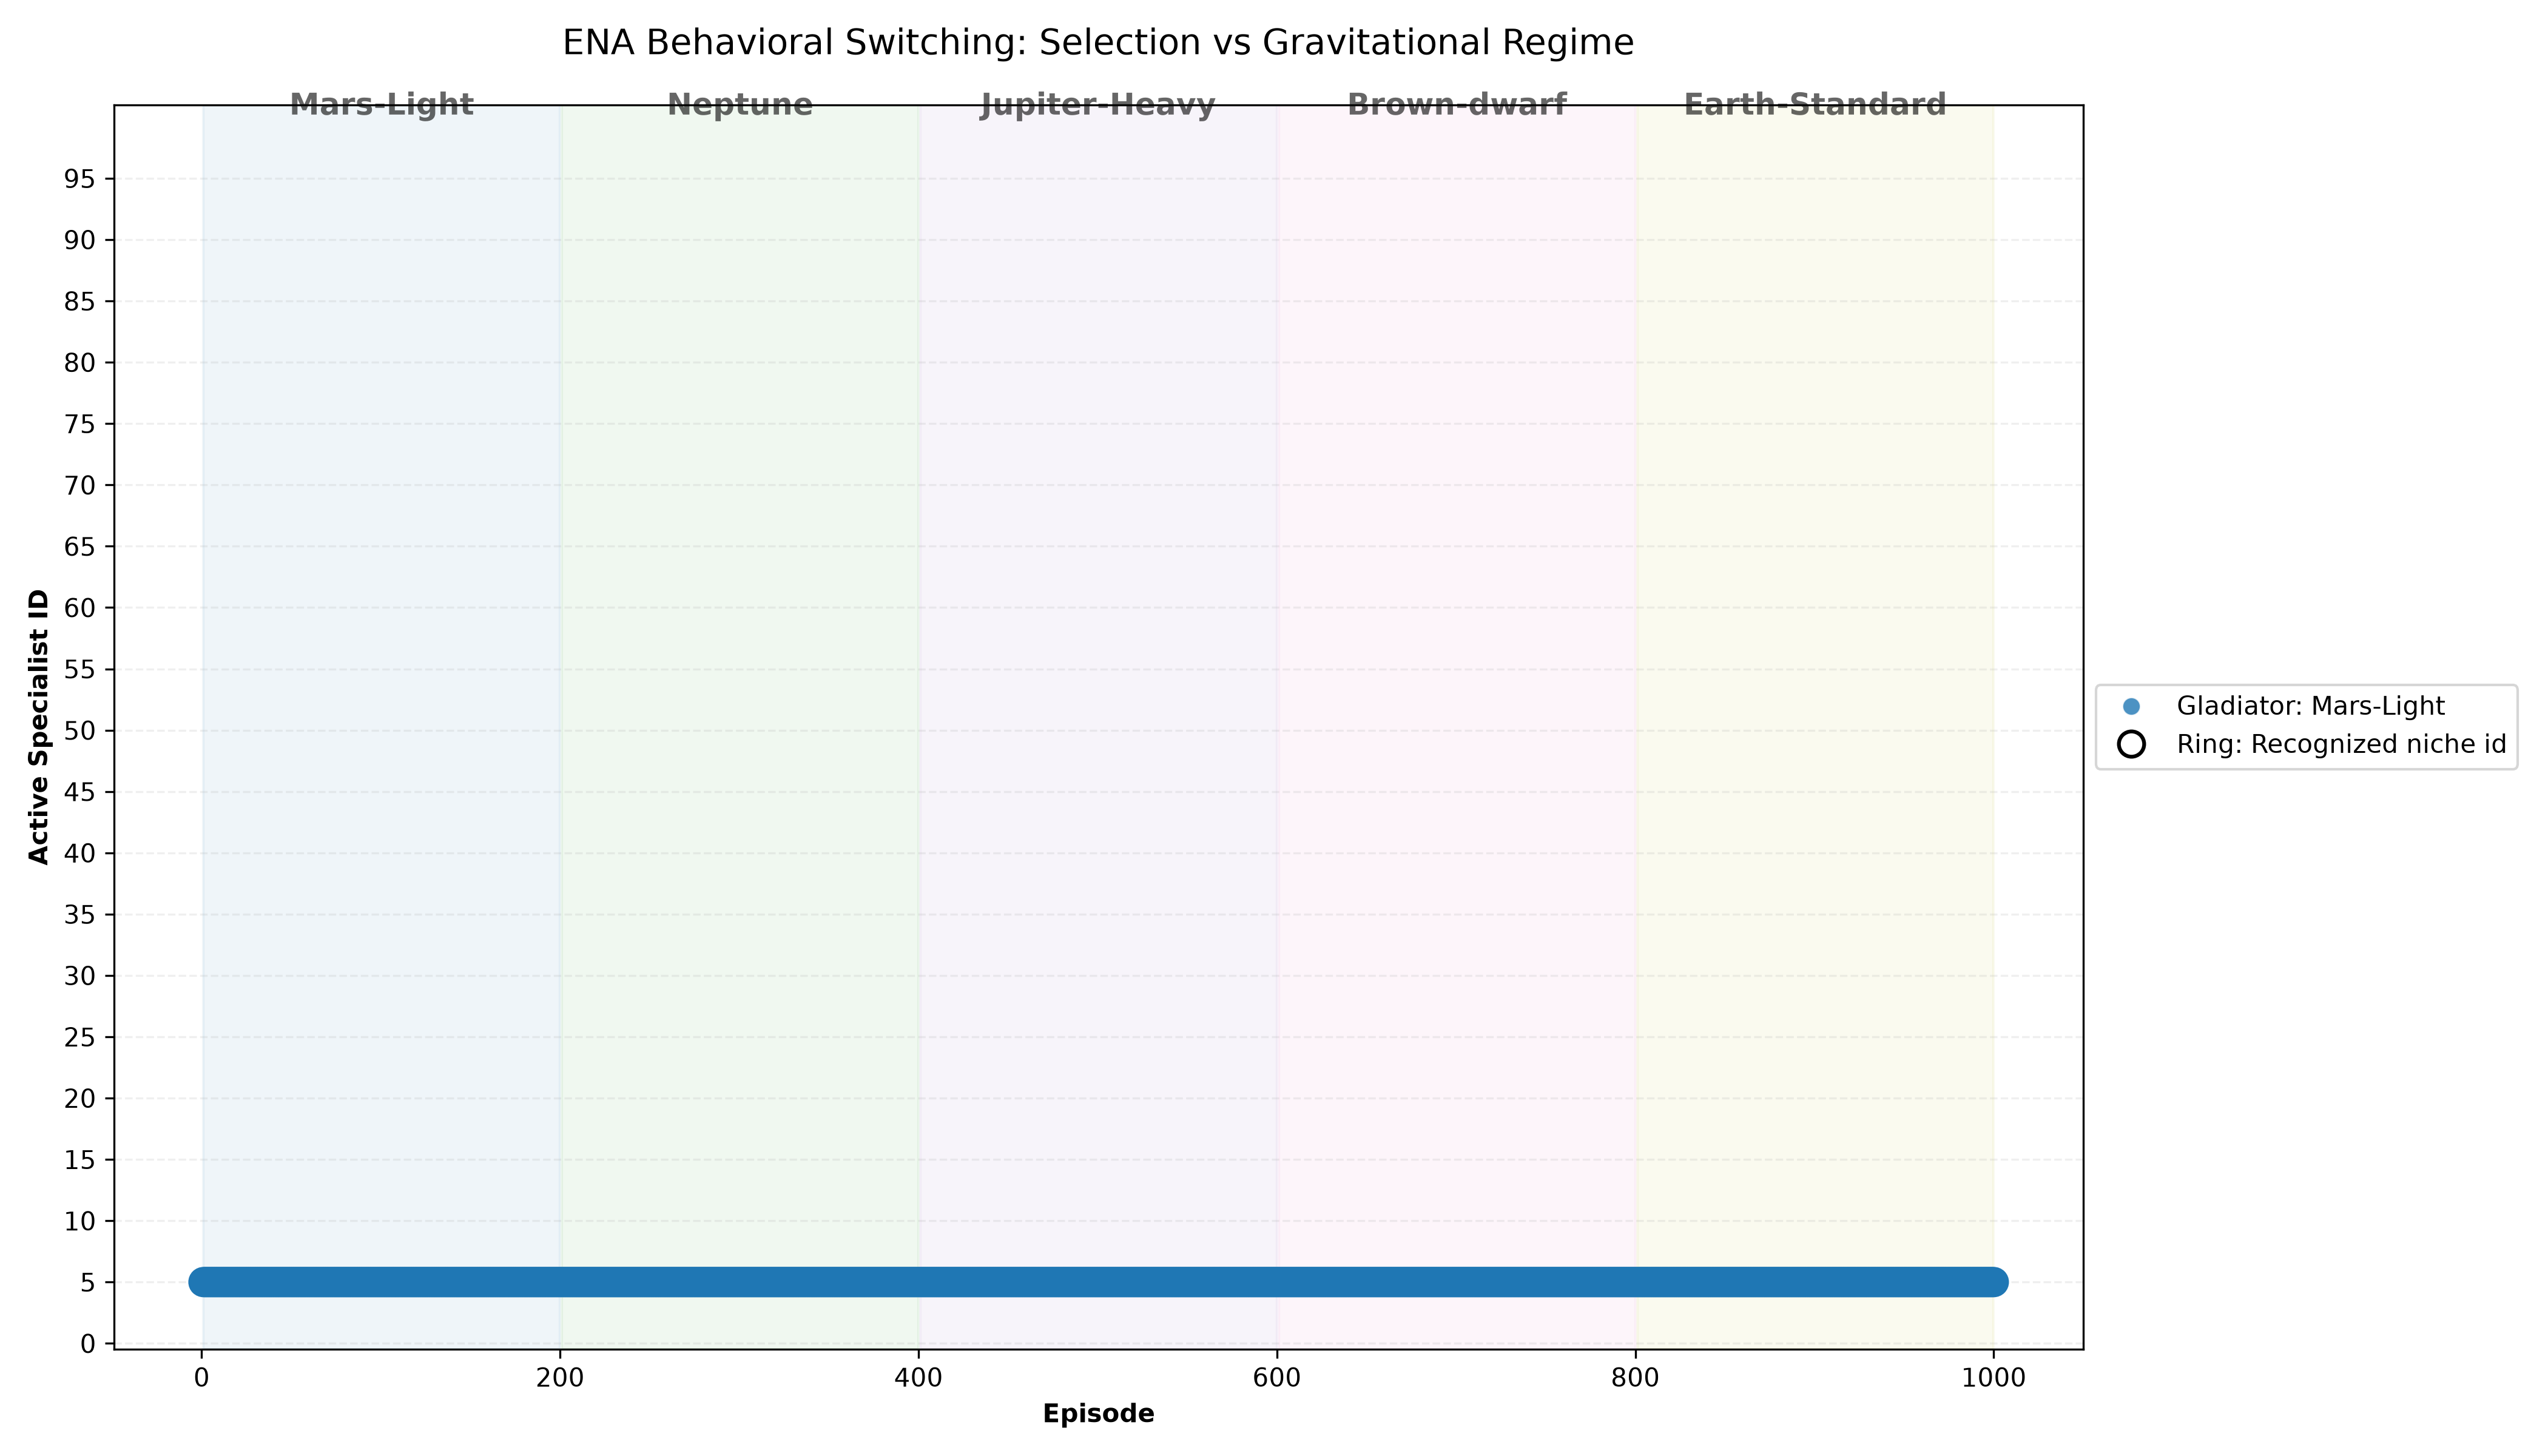 ENA Behavioral Switching: Selection vs Gravitational Regime
Mars-Light Neptune Jupiter-Heavy Brown-dwarf Earth-Standard
95
90
85
80
75
70
65
60
55
50
45
40
35
30
25
20
15
10
5
0
Active Specialist ID
0 200 400 600 800 1000
Episode
Gladiator: Mars-Light
Ring: Recognized niche id